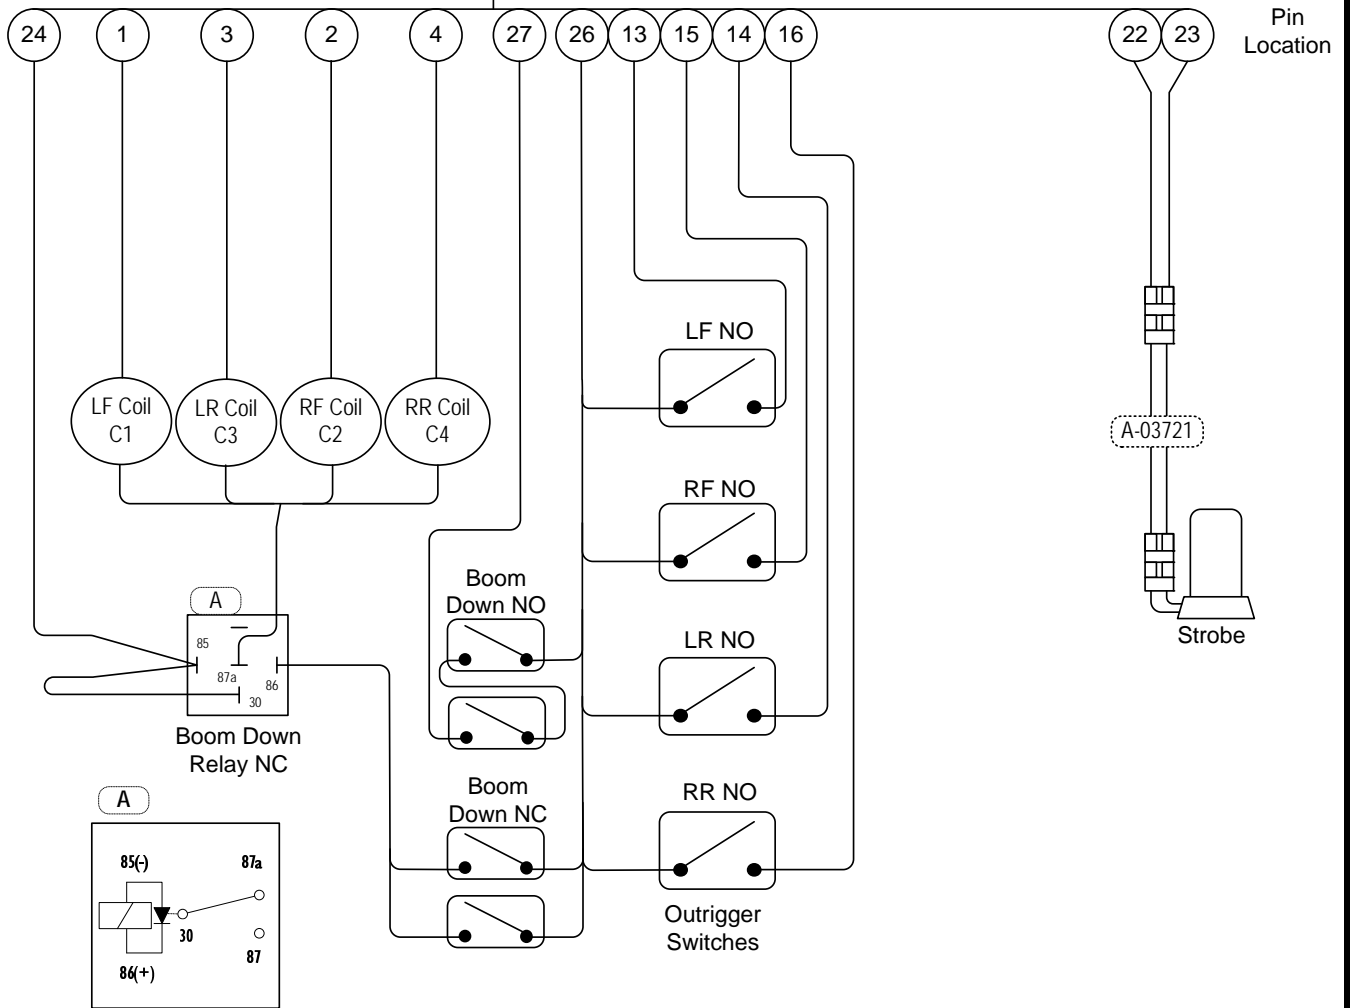 24 1 3 2 4 27 26 13 15 14 16 22 23
Pin
Location
LF NO
LF Coil
C1
LR Coil
C3
RF Coil
C2
RR Coil
C4
A-03721
RF NO
Boom
Down NO
A
85
87a
86
30
Boom Down
Relay NC
LR NO
Strobe
Boom
Down NC
RR NO
A
85(-)
87a
30
87
86(+)
Outrigger
Switches